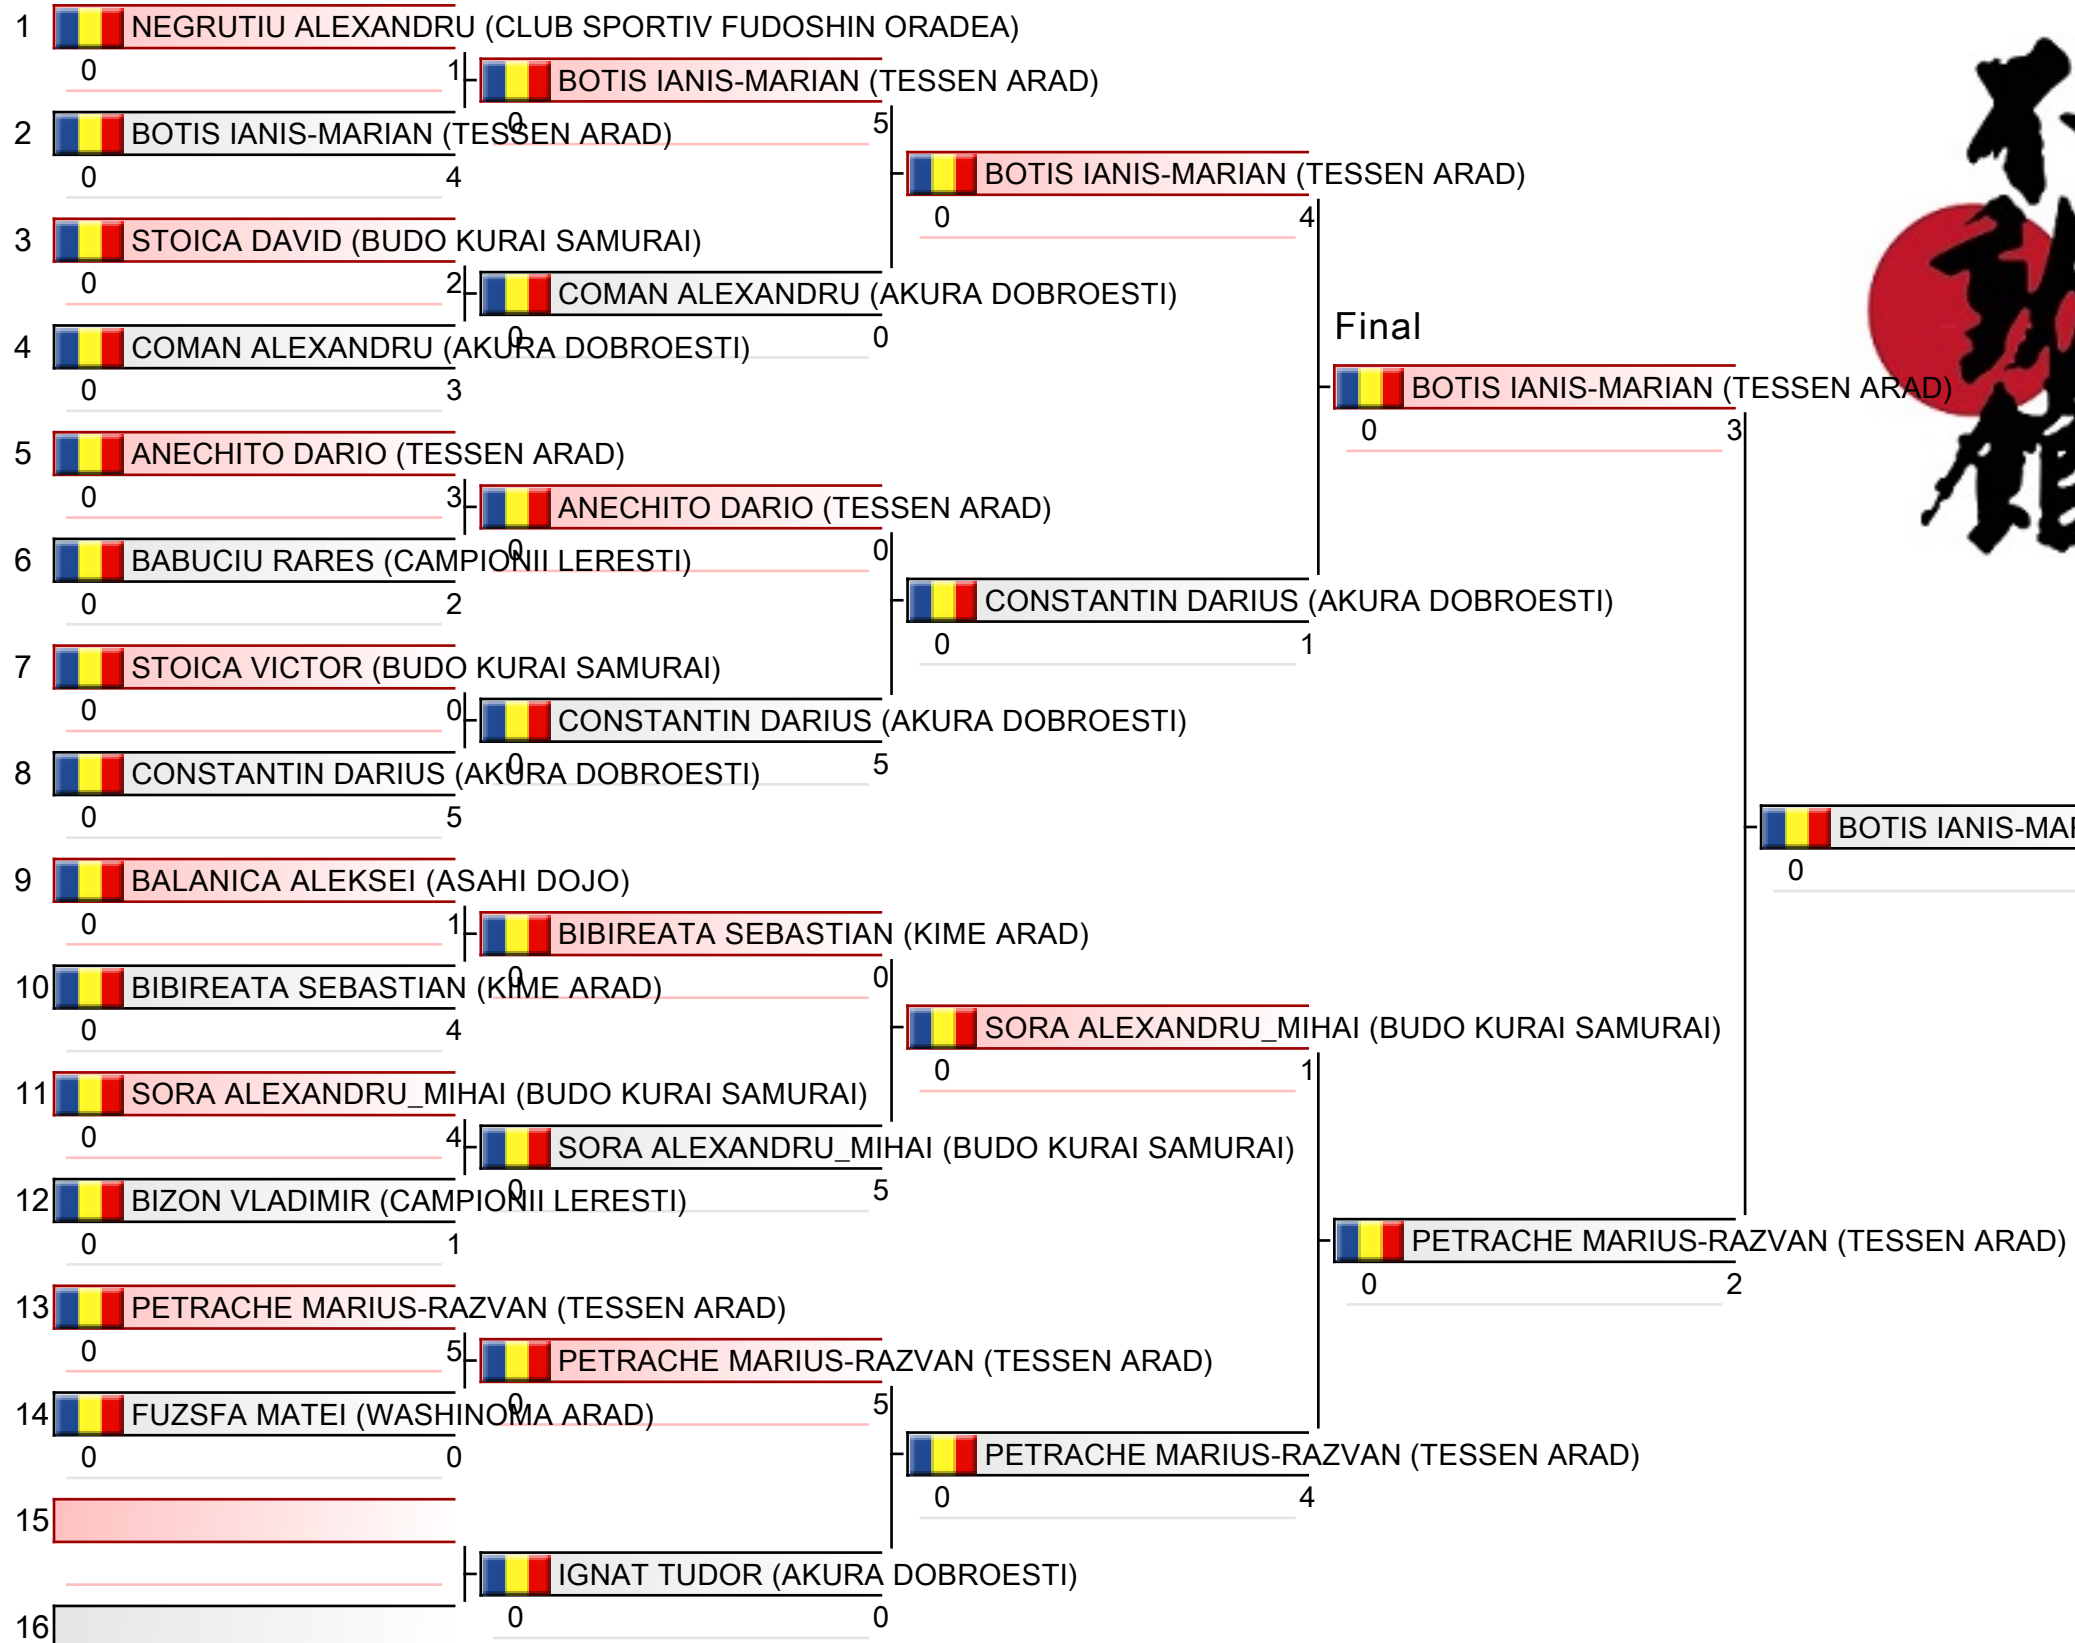 1 NEGRUTIU ALEXANDRU (CLUB SPORTIV FUDOSHIN ORADEA)
0 1
2 BOTIS IANIS-MARIAN (TESSEN ARAD)
0 4
3 STOICA DAVID (BUDO KURAI SAMURAI)
0 2
4 COMAN ALEXANDRU (AKURA DOBROESTI)
0 3
5 ANECHITO DARIO (TESSEN ARAD)
0 3
6 BABUCIU RARES (CAMPIONII LERESTI)
0 2
7 STOICA VICTOR (BUDO KURAI SAMURAI)
0 0
8 CONSTANTIN DARIUS (AKURA DOBROESTI)
0 5
9 BALANICA ALEKSEI (ASAHI DOJO)
0 1
10 BIBIREATA SEBASTIAN (KIME ARAD)
0 4
11 SORA ALEXANDRU_MIHAI (BUDO KURAI SAMURAI)
0 4
12 BIZON VLADIMIR (CAMPIONII LERESTI)
0 1
13 PETRACHE MARIUS-RAZVAN (TESSEN ARAD)
0 5
14 FUZSFA MATEI (WASHINOMA ARAD)
0 0
15
16
BOTIS IANIS-MARIAN (TESSEN ARAD)
0 5
COMAN ALEXANDRU (AKURA DOBROESTI)
0 0
ANECHITO DARIO (TESSEN ARAD)
0 0
CONSTANTIN DARIUS (AKURA DOBROESTI)
0 5
BIBIREATA SEBASTIAN (KIME ARAD)
0 0
SORA ALEXANDRU_MIHAI (BUDO KURAI SAMURAI)
0 5
PETRACHE MARIUS-RAZVAN (TESSEN ARAD)
0 5
IGNAT TUDOR (AKURA DOBROESTI)
0 0
BOTIS IANIS-MARIAN (TESSEN ARAD)
0 4
CONSTANTIN DARIUS (AKURA DOBROESTI)
0 1
SORA ALEXANDRU_MIHAI (BUDO KURAI SAMURAI)
0 1
PETRACHE MARIUS-RAZVAN (TESSEN ARAD)
0 4
Final
BOTIS IANIS-MARIAN (TESSEN ARAD)
0 3
PETRACHE MARIUS-RAZVAN (TESSEN ARAD)
0 2
BOTIS IANIS-MAR
0